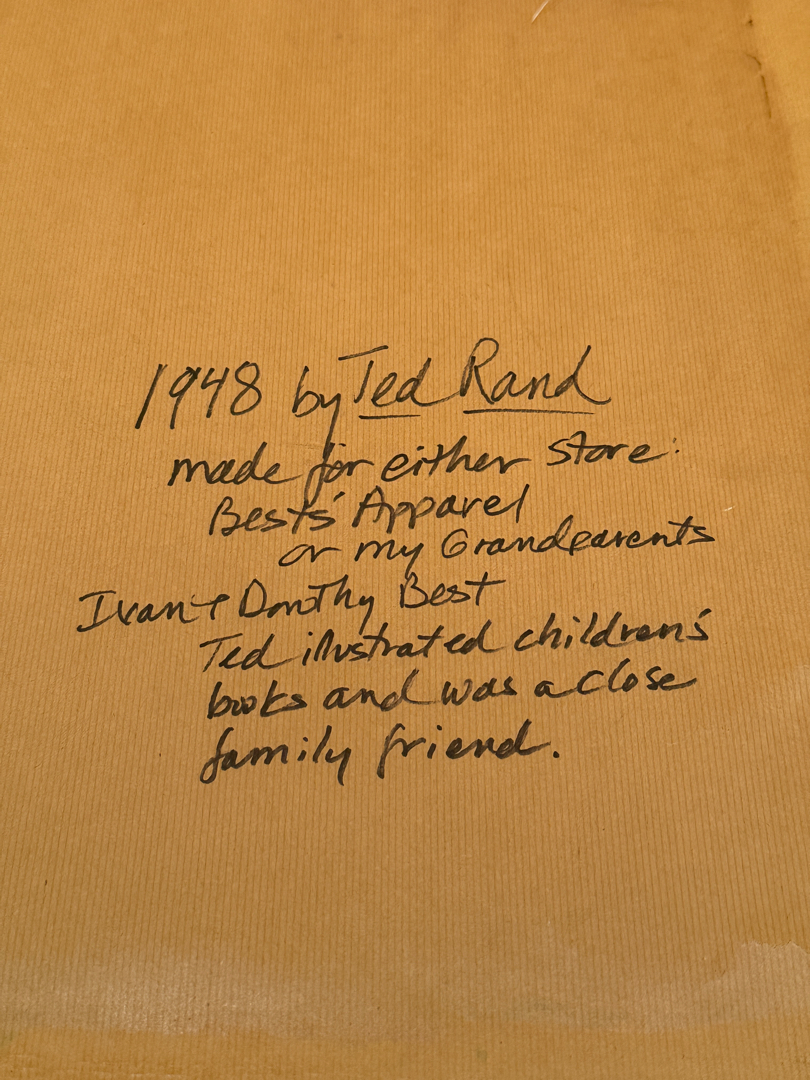 1948 by Ted Rand
made for either store:
Bests' Apparel
or my Grandparents
Ivan + Dorothy Best
Ted illustrated children's
books and was a close
family friend.